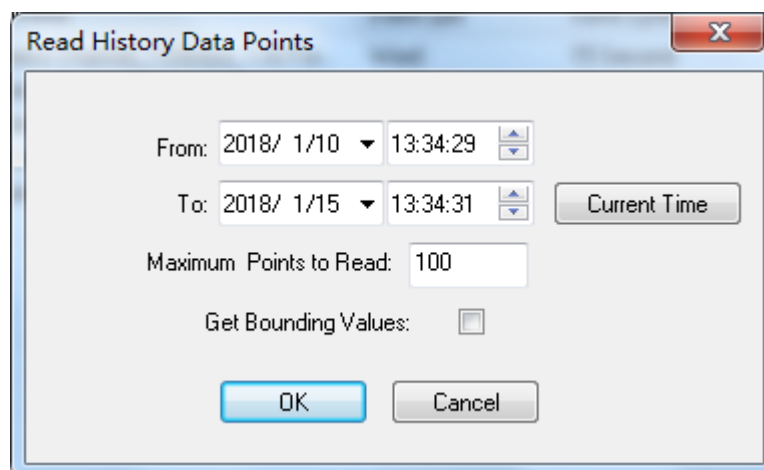 Read History Data Points
From: 2018/ 1/10 13:34:29
To: 2018/ 1/15 13:34:31 Current Time
Maximum Points to Read: 100
Get Bounding Values:
OK Cancel